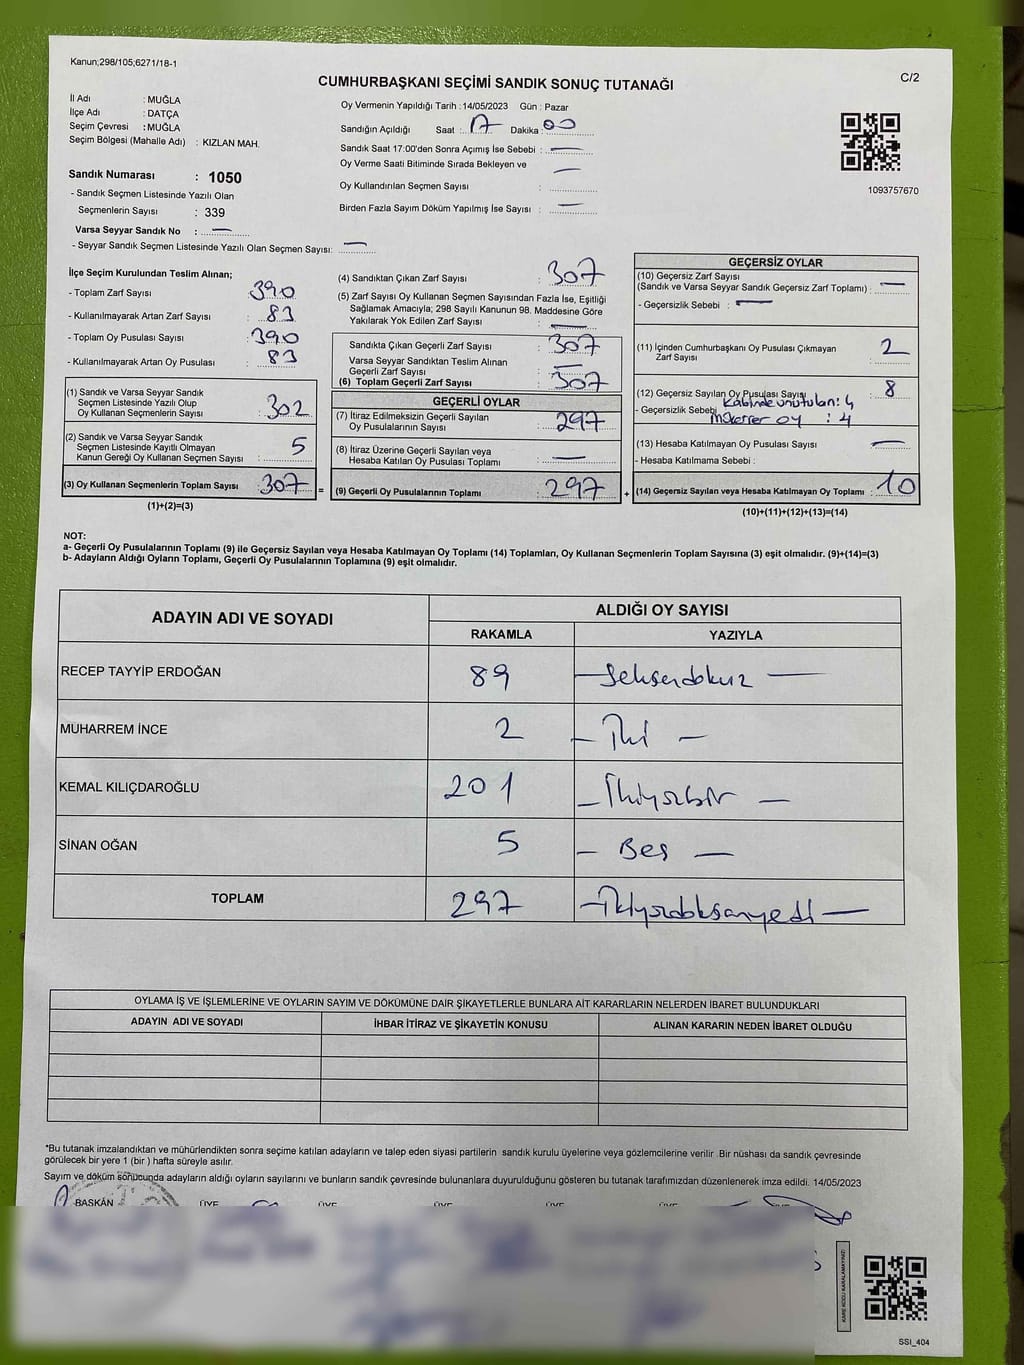 Kanun;298/105;6271/18-1
C/2
CUMHURBAŞKANI SEÇİMİ SANDIK SONUÇ TUTANAĞI
İl Adı : MUĞLA
İlçe Adı : DATÇA
Seçim Çevresi : MUĞLA
Seçim Bölgesi (Mahalle Adı) : KIZLAN MAH.
Sandık Numarası : 1050
- Sandık Seçmen Listesinde Yazılı Olan
Seçmenlerin Sayısı : 339
Varsa Seyyar Sandık No : —
- Seyyar Sandık Seçmen Listesinde Yazılı Olan Seçmen Sayısı: —
Oy Vermenin Yapıldığı Tarih : 14/05/2023 Gün : Pazar
Sandığın Açıldığı Saat : 17 Dakika : 00
Sandık Saat 17:00'den Sonra Açımış İse Sebebi : —
Oy Verme Saati Bitiminde Sırada Bekleyen ve —
Oy Kullandırılan Seçmen Sayısı :
Birden Fazla Sayım Döküm Yapılmış İse Sayısı : —
1093757670
İlçe Seçim Kurulundan Teslim Alınan;
- Toplam Zarf Sayısı : 390
- Kullanılmayarak Artan Zarf Sayısı : 83
- Toplam Oy Pusulası Sayısı : 390
- Kullanılmayarak Artan Oy Pusulası : 83
(1) Sandık ve Varsa Seyyar Sandık
Seçmen Listesinde Yazılı Olup
Oy Kullanan Seçmenlerin Sayısı : 302
(2) Sandık ve Varsa Seyyar Sandık
Seçmen Listesinde Kayıtlı Olmayan
Kanun Gereği Oy Kullanan Seçmen Sayısı : 5
(3) Oy Kullanan Seçmenlerin Toplam Sayısı : 307 =
(1)+(2)=(3)
(4) Sandıktan Çıkan Zarf Sayısı : 307
(5) Zarf Sayısı Oy Kullanan Seçmen Sayısından Fazla İse, Eşitliği
Sağlamak Amacıyla; 298 Sayılı Kanunun 98. Maddesine Göre
Yakılarak Yok Edilen Zarf Sayısı : —
Sandıkta Çıkan Geçerli Zarf Sayısı : 307
Varsa Seyyar Sandıktan Teslim Alınan
Geçerli Zarf Sayısı : —
(6) Toplam Geçerli Zarf Sayısı : 307
GEÇERLİ OYLAR
(7) İtiraz Edilmeksizin Geçerli Sayılan
Oy Pusulalarının Sayısı : 297
(8) İtiraz Üzerine Geçerli Sayılan veya
Hesaba Katılan Oy Pusulası Toplamı : —
(9) Geçerli Oy Pusulalarının Toplamı : 297 +
GEÇERSİZ OYLAR
(10) Geçersiz Zarf Sayısı
(Sandık ve Varsa Seyyar Sandık Geçersiz Zarf Toplamı) : —
- Geçersizlik Sebebi : —
(11) İçinden Cumhurbaşkanı Oy Pusulası Çıkmayan
Zarf Sayısı : 2
(12) Geçersiz Sayılan Oy Pusulası Sayısı : 8
- Geçersizlik Sebebi Kabinde unutulan: 4
Mükerrer oy : 4
(13) Hesaba Katılmayan Oy Pusulası Sayısı : —
- Hesaba Katılmama Sebebi :
(14) Geçersiz Sayılan veya Hesaba Katılmayan Oy Toplamı : 10
(10)+(11)+(12)+(13)=(14)
NOT:
a- Geçerli Oy Pusulalarının Toplamı (9) ile Geçersiz Sayılan veya Hesaba Katılmayan Oy Toplamı (14) Toplamları, Oy Kullanan Seçmenlerin Toplam Sayısına (3) eşit olmalıdır. (9)+(14)=(3)
b- Adayların Aldığı Oyların Toplamı, Geçerli Oy Pusulalarının Toplamına (9) eşit olmalıdır.
ADAYIN ADI VE SOYADI
ALDIĞI OY SAYISI
RAKAMLA YAZIYLA
RECEP TAYYİP ERDOĞAN 89 — Seksendokuz —
MUHARREM İNCE 2 — İki —
KEMAL KILIÇDAROĞLU 201 — İkiyüzbir —
SİNAN OĞAN 5 — Beş —
TOPLAM 297 — İkiyüzdoksanyedi —
OYLAMA İŞ VE İŞLEMLERİNE VE OYLARIN SAYIM VE DÖKÜMÜNE DAİR ŞİKAYETLERLE BUNLARA AİT KARARLARIN NELERDEN İBARET BULUNDUKLARI
ADAYIN ADI VE SOYADI İHBAR İTİRAZ VE ŞİKAYETİN KONUSU ALINAN KARARIN NEDEN İBARET OLDUĞU
*Bu tutanak imzalandıktan ve mühürlendikten sonra seçime katılan adayların ve talep eden siyasi partilerin sandık kurulu üyelerine veya gözlemcilerine verilir .Bir nüshası da sandık çevresinde
görülecek bir yere 1 (bir ) hafta süreyle asılır.
Sayım ve döküm sonucunda adayların aldığı oyların sayılarını ve bunların sandık çevresinde bulunanlara duyurulduğunu gösteren bu tutanak tarafımızdan düzenlenerek imza edildi. 14/05/2023
BAŞKAN ÜYE ÜYE ÜYE ÜYE ÜYE
SSI_404